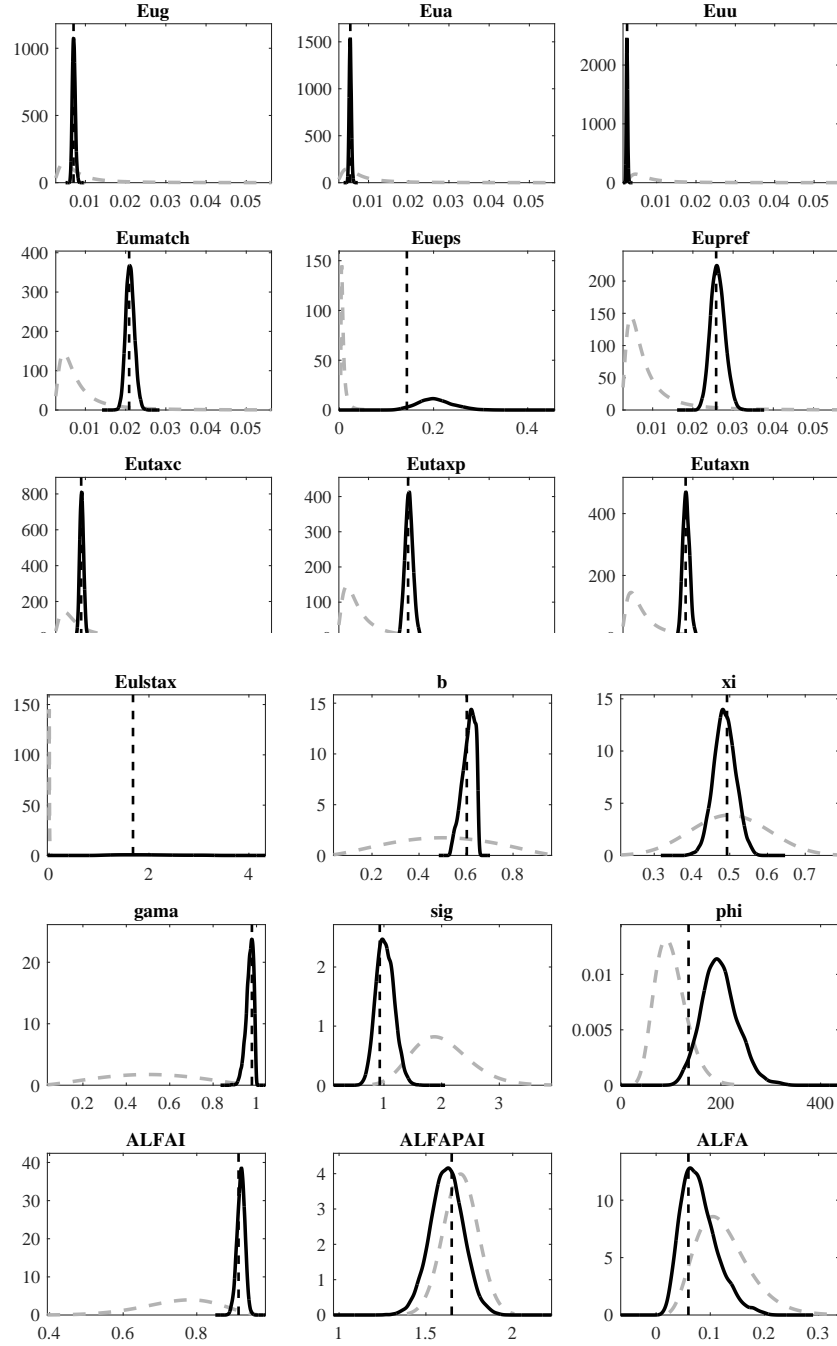 Eug Eua Euu
1000 500 0
0.01 0.02 0.03 0.04 0.05
1500 1000 500 0
0.01 0.02 0.03 0.04 0.05
2000 1000 0
0.01 0.02 0.03 0.04 0.05
Eumatch Eueps Eupref
400 300 200 100 0
0.01 0.02 0.03 0.04 0.05
150 100 50 0
0 0.2 0.4
200 150 100 50 0
0.01 0.02 0.03 0.04 0.05
Eutaxc Eutaxp Eutaxn
800 600 400 200
400 300 200 100
400 200
Eulstax b xi
150 100 50 0
0 2 4
15 10 5 0
0.2 0.4 0.6 0.8
15 10 5 0
0.3 0.4 0.5 0.6 0.7
gama sig phi
20 10 0
0.2 0.4 0.6 0.8 1
2 1 0
1 2 3
0.01 0.005 0
0 200 400
ALFAI ALFAPAI ALFA
40 30 20 10 0
0.4 0.6 0.8
4 3 2 1 0
1 1.5 2
10 5 0
0 0.1 0.2 0.3